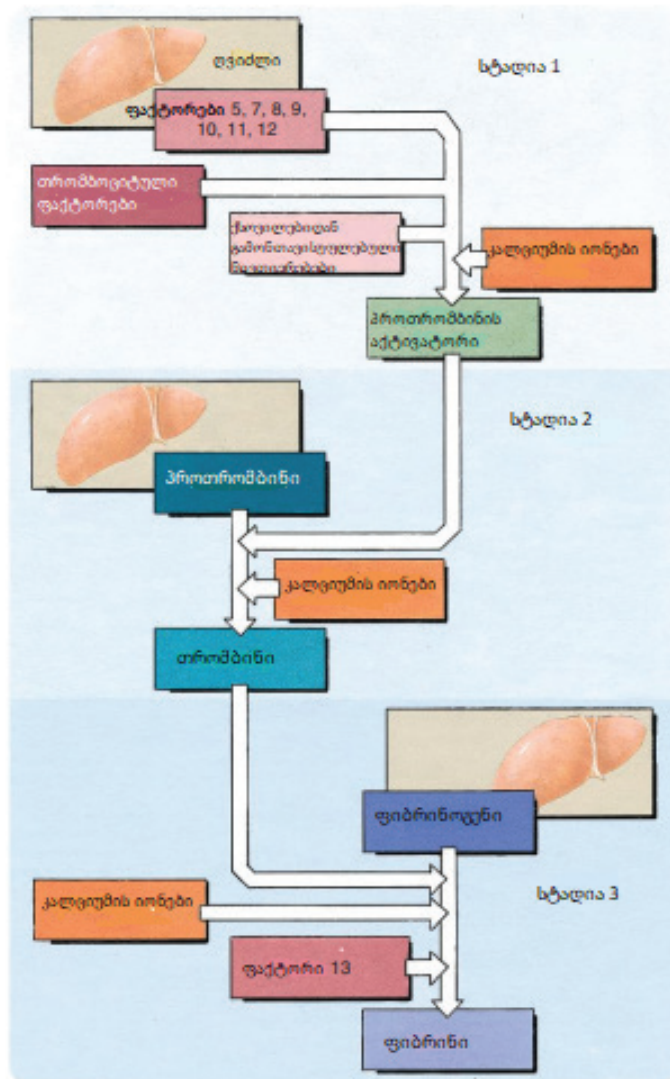 ღვიძლი
სტადია 1
ფაქტორები 5, 7, 8, 9,
10, 11, 12
თრომბოციტული
ფაქტორები
ქსოვილებიდან
გამონთავისუფლებული
ნივთიერებები
კალციუმის იონები
პროთრომბინის
აქტივატორი
სტადია 2
პროთრომბინი
კალციუმის იონები
თრომბინი
ფიბრინოგენი
კალციუმის იონები
სტადია 3
ფაქტორი 13
ფიბრინი